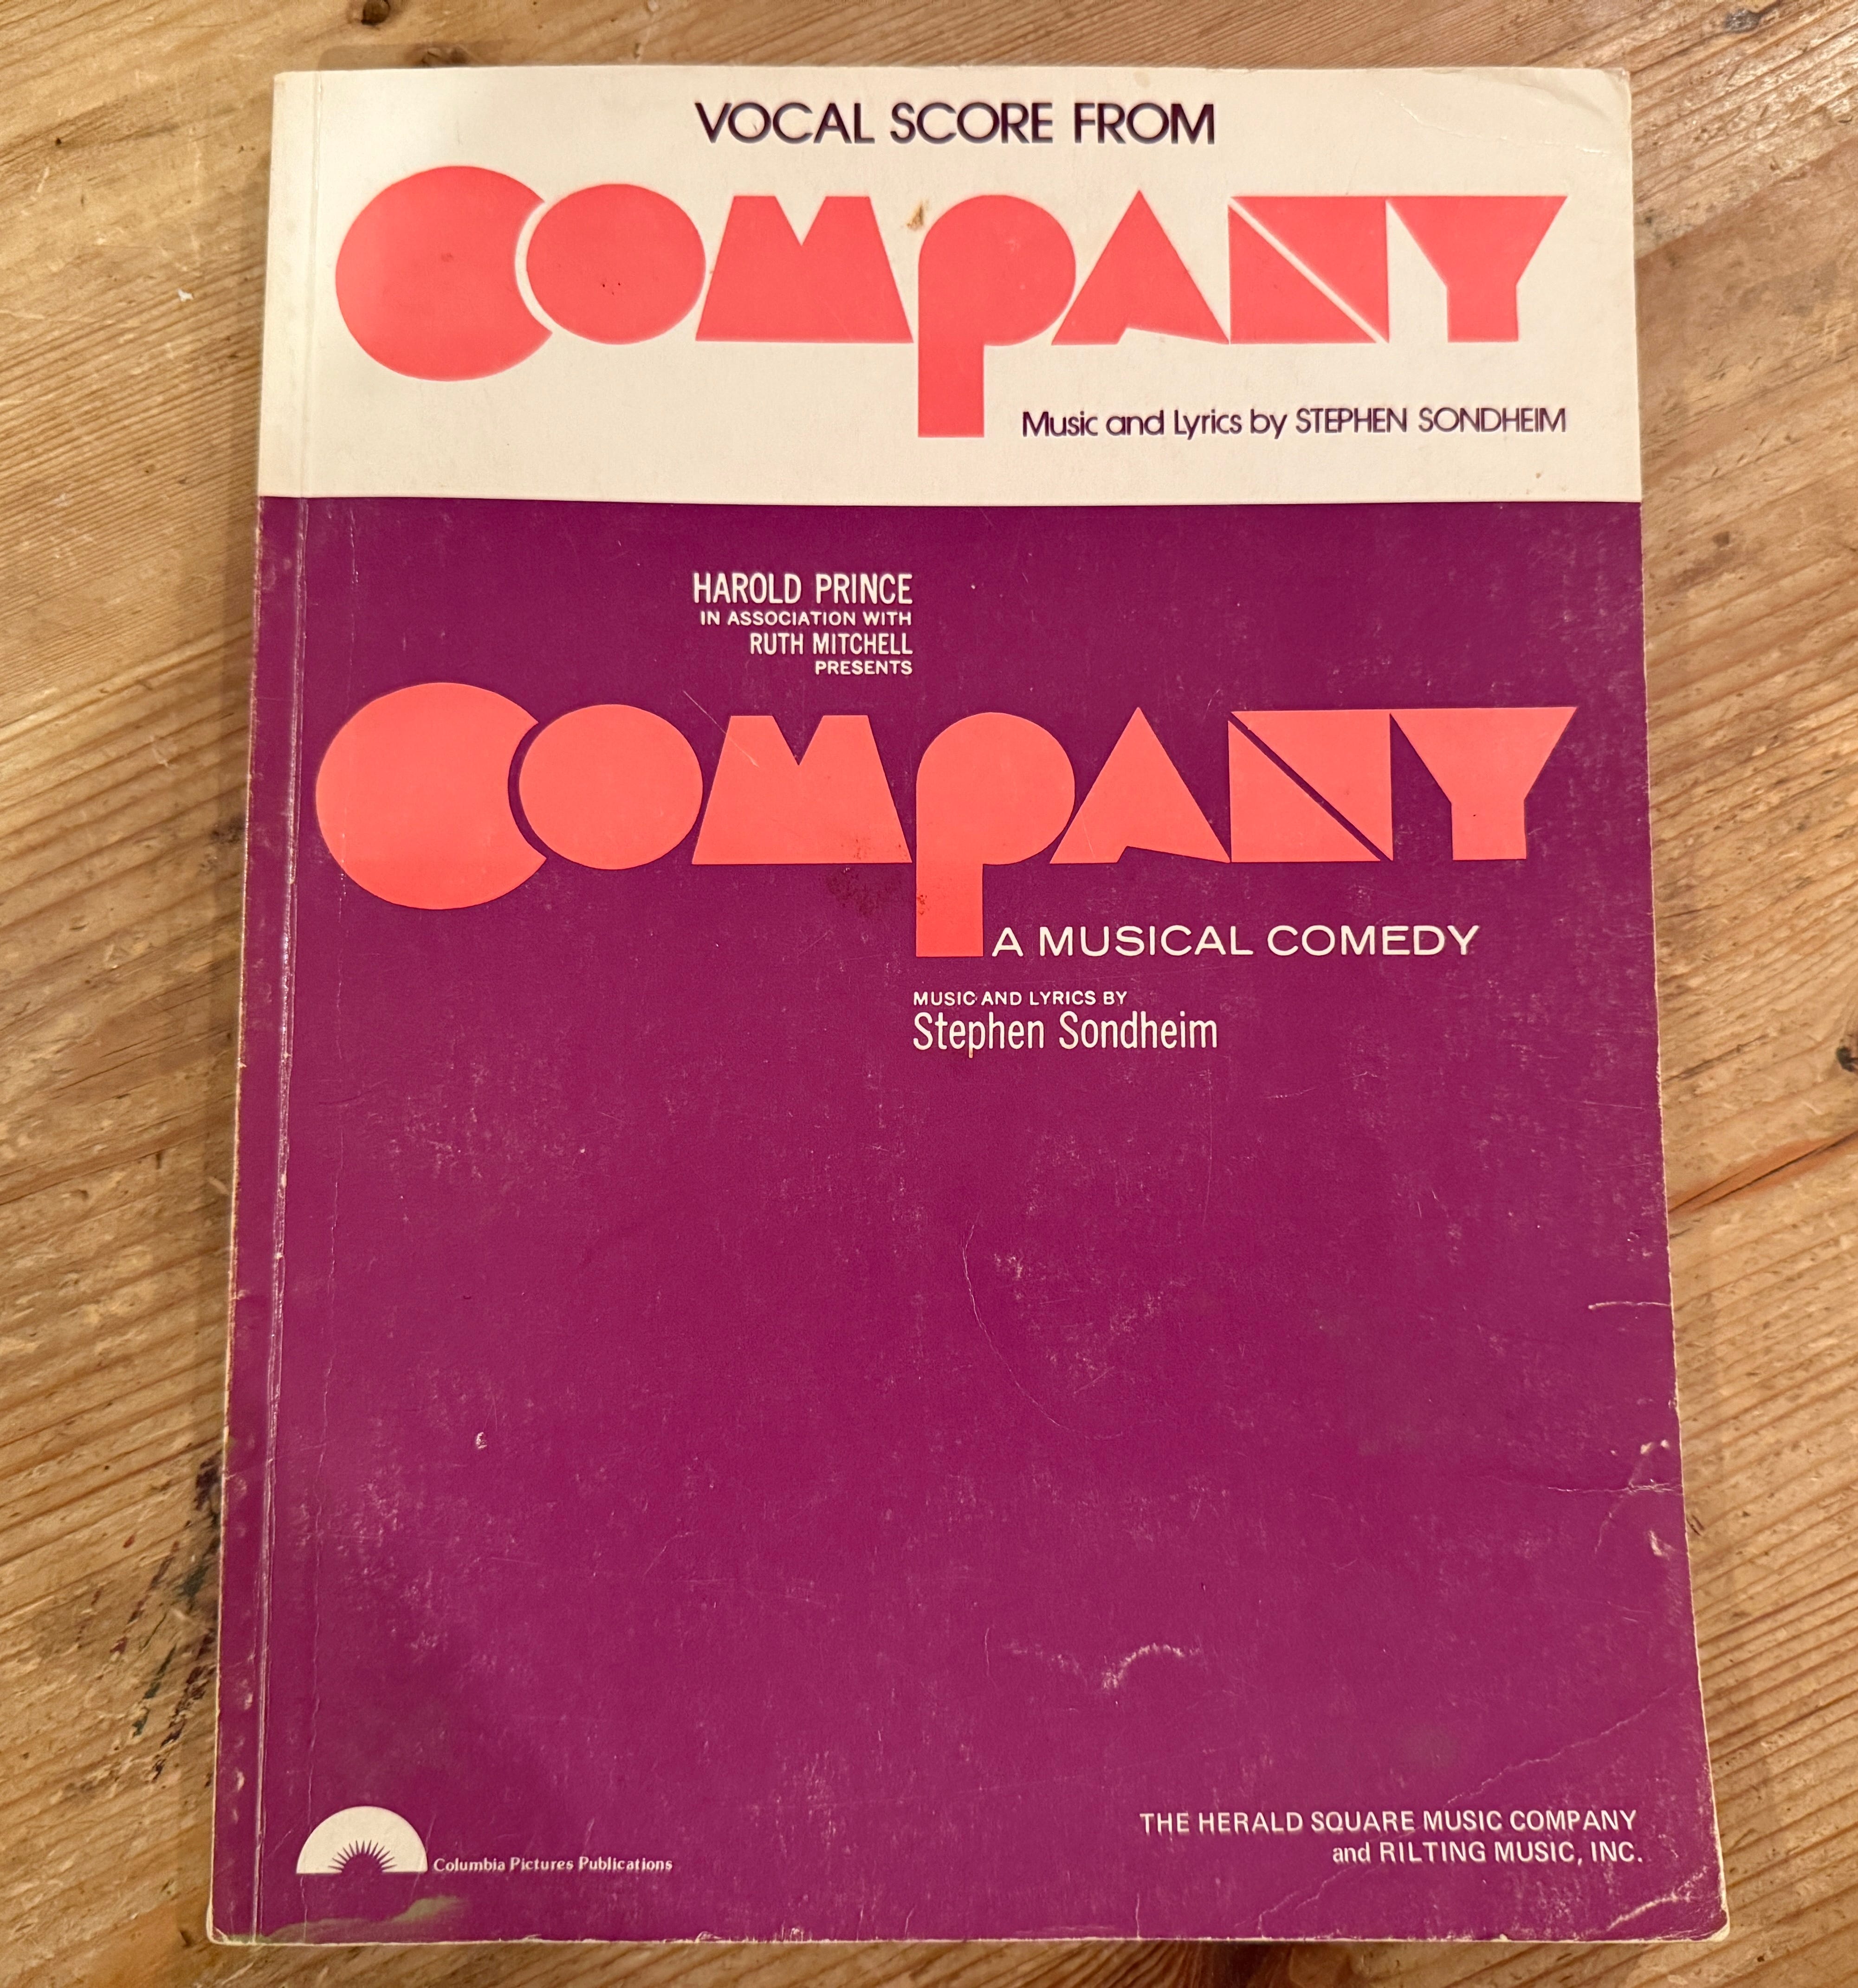 VOCAL SCORE FROM
COMPANY
Music and Lyrics by STEPHEN SONDHEIM
HAROLD PRINCE
IN ASSOCIATION WITH
RUTH MITCHELL
PRESENTS
COMPANY
A MUSICAL COMEDY
MUSIC AND LYRICS BY
Stephen Sondheim
Columbia Pictures Publications
THE HERALD SQUARE MUSIC COMPANY
and RILTING MUSIC, INC.